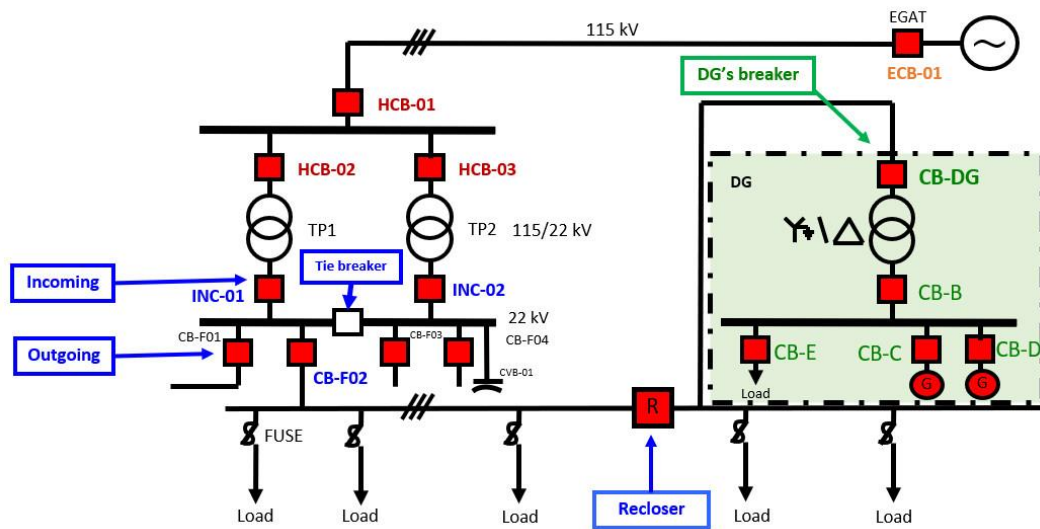 EGAT
115 kV
~
ECB-01
DG's breaker
HCB-01
HCB-02
HCB-03
CB-DG
DG
TP1
TP2
115/22 kV
Tie breaker
Incoming
INC-01
INC-02
CB-B
22 kV
CB-F01
CB-F03
CB-F04
Outgoing
CB-F02
CVB-01
CB-E
CB-C
CB-D
Load
G
G
R
FUSE
Load
Load
Load
Recloser
Load
Load